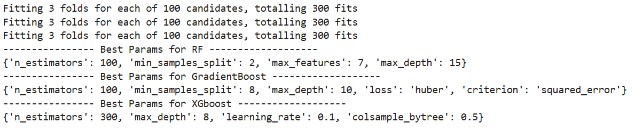 Fitting 3 folds for each of 100 candidates, totalling 300 fits
Fitting 3 folds for each of 100 candidates, totalling 300 fits
Fitting 3 folds for each of 100 candidates, totalling 300 fits
---------------- Best Params for RF -------------------
{'n_estimators': 100, 'min_samples_split': 2, 'max_features': 7, 'max_depth': 15}
---------------- Best Params for GradientBoost -------------------
{'n_estimators': 100, 'min_samples_split': 8, 'max_depth': 10, 'loss': 'huber', 'criterion': 'squared_error'}
---------------- Best Params for XGboost -------------------
{'n_estimators': 300, 'max_depth': 8, 'learning_rate': 0.1, 'colsample_bytree': 0.5}